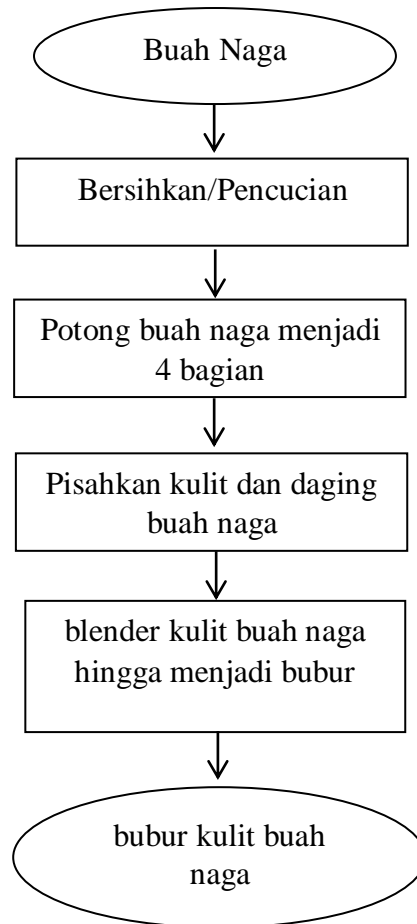 Buah Naga
Bersihkan/Pencucian
Potong buah naga menjadi
4 bagian
Pisahkan kulit dan daging
buah naga
blender kulit buah naga
hingga menjadi bubur
bubur kulit buah
naga